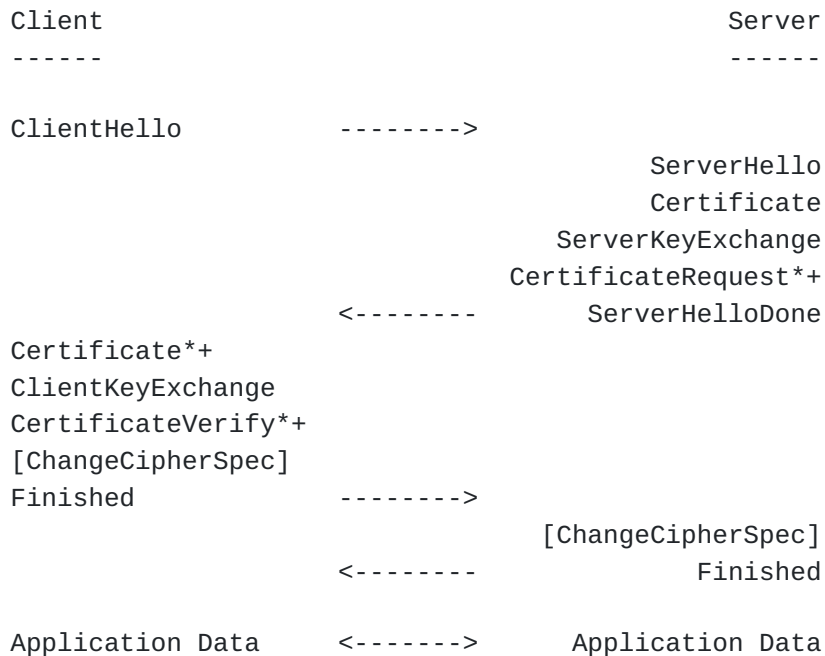 Client Server
------ ------
ClientHello -------->
ServerHello
Certificate
ServerKeyExchange
CertificateRequest*+
<-------- ServerHelloDone
Certificate*+
ClientKeyExchange
CertificateVerify*+
[ChangeCipherSpec]
Finished -------->
[ChangeCipherSpec]
<-------- Finished
Application Data <-------> Application Data